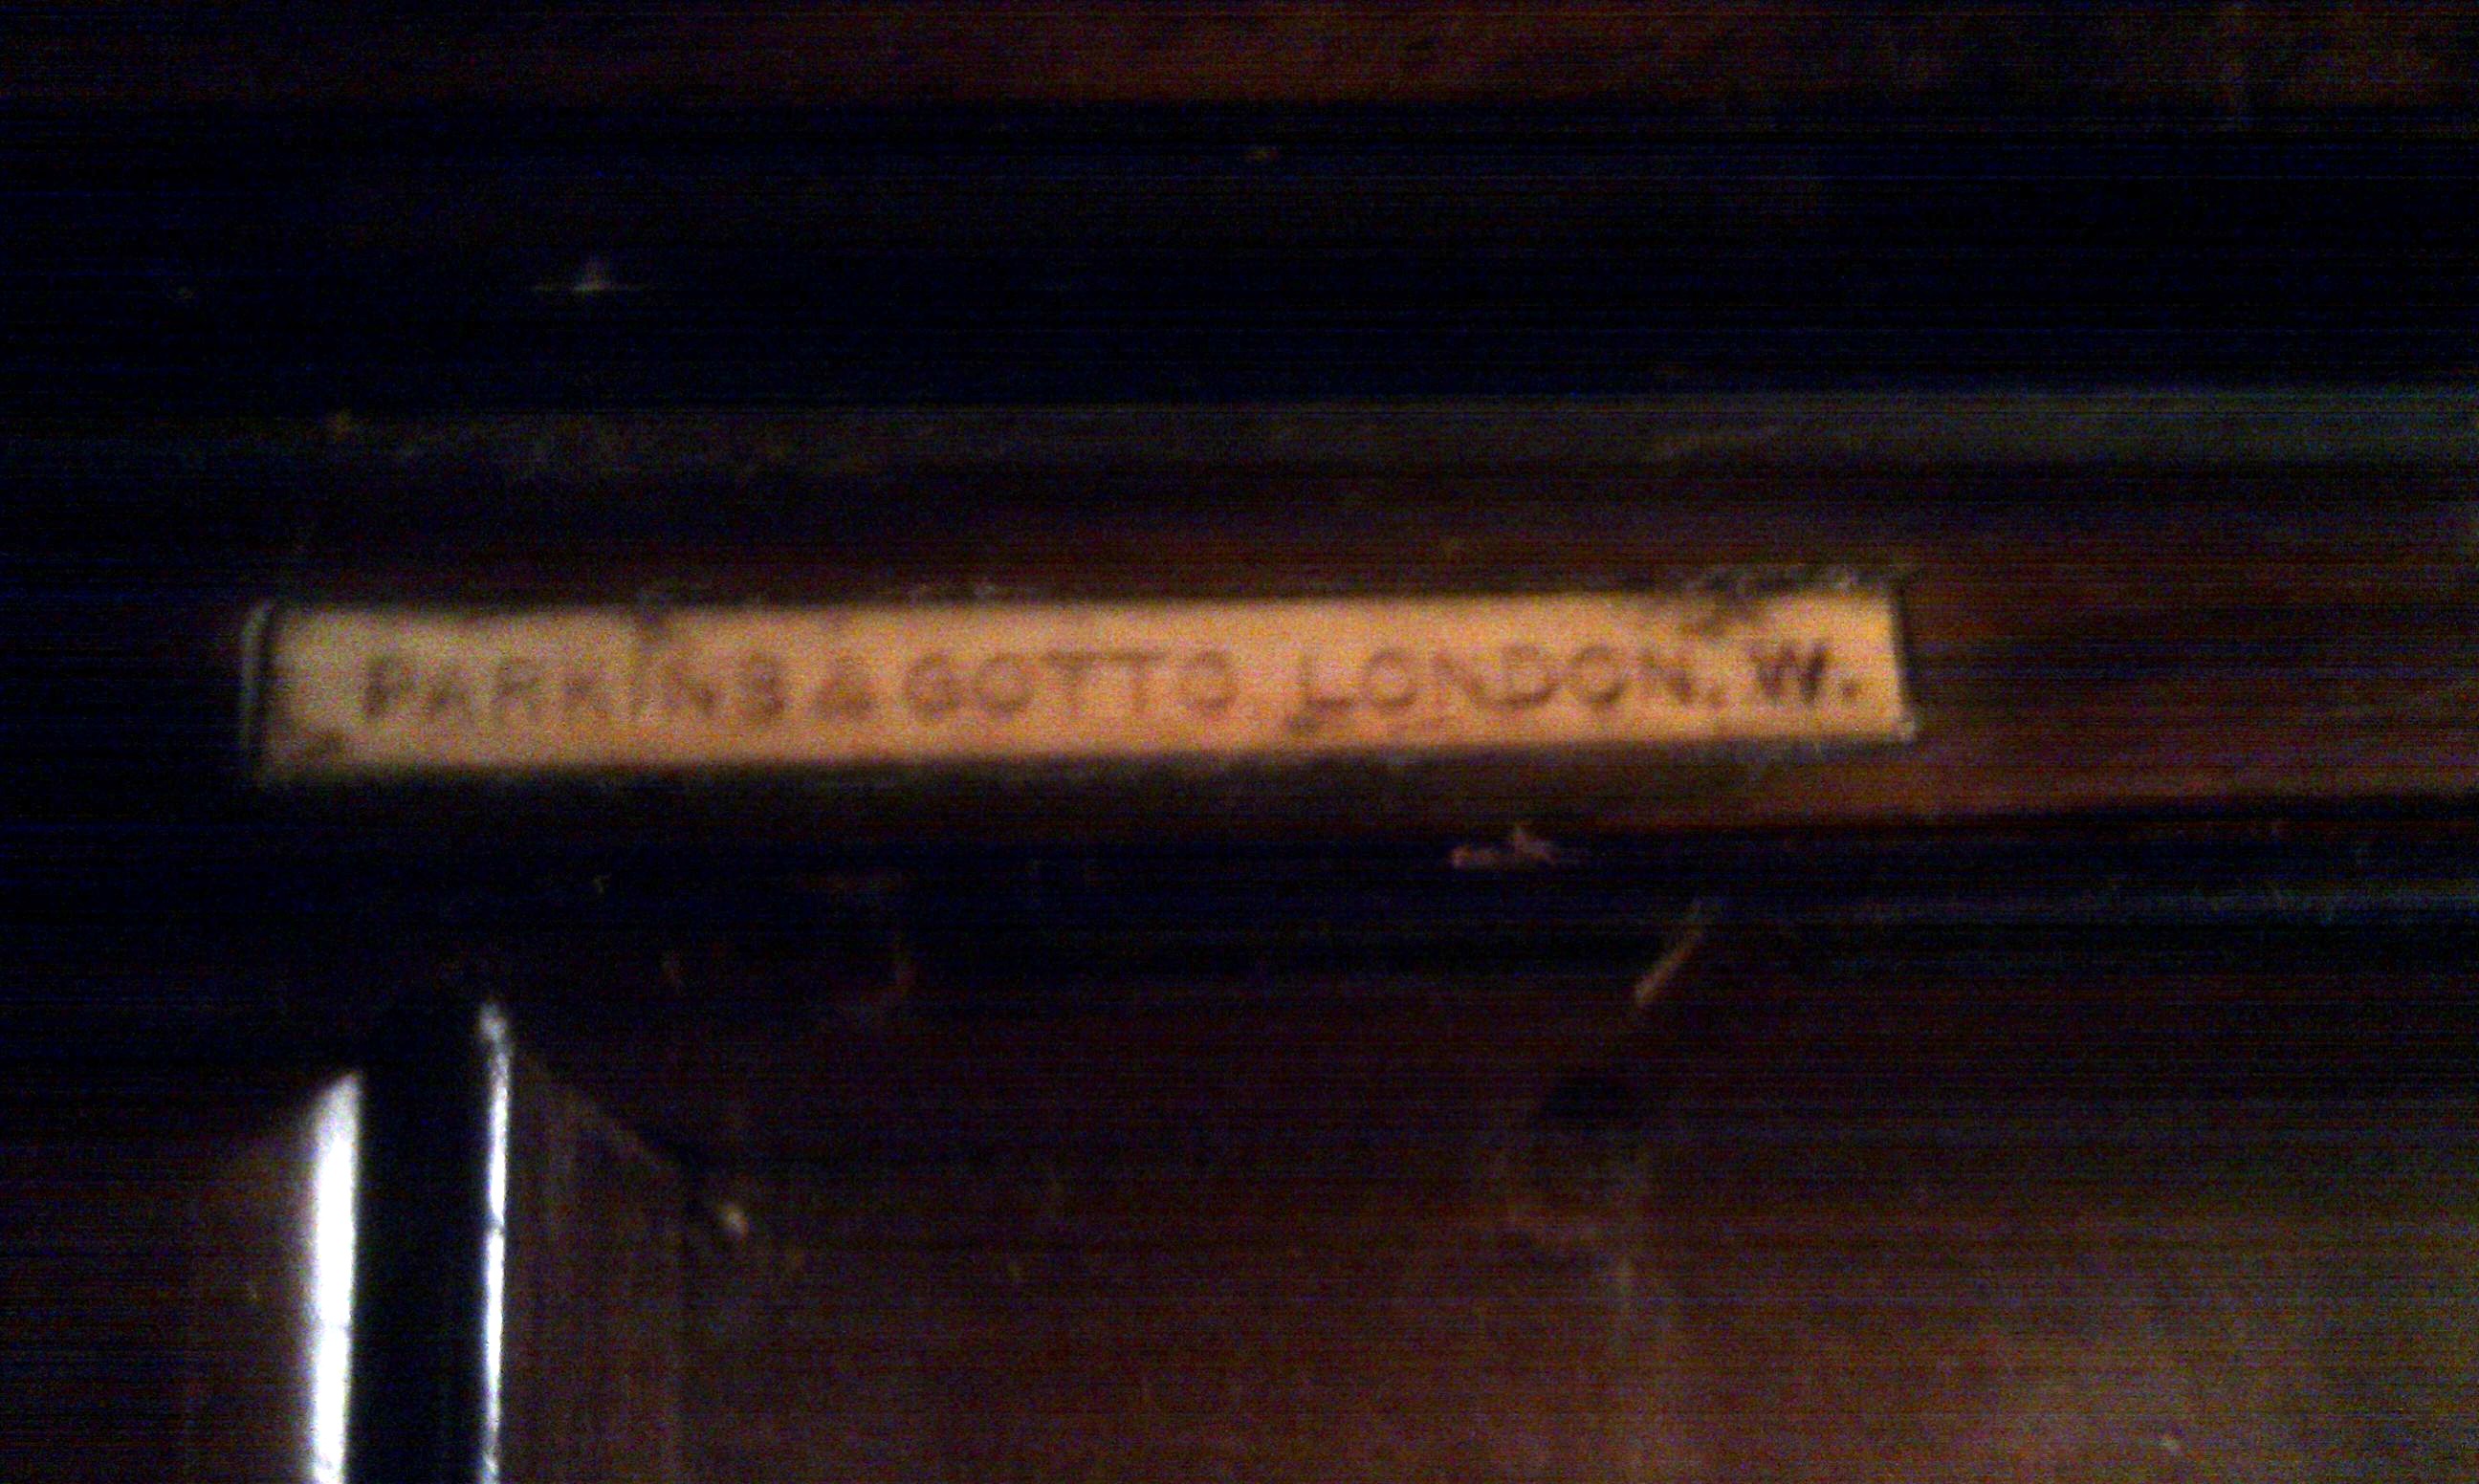 PARKINS & GOTTO. LONDON. W.